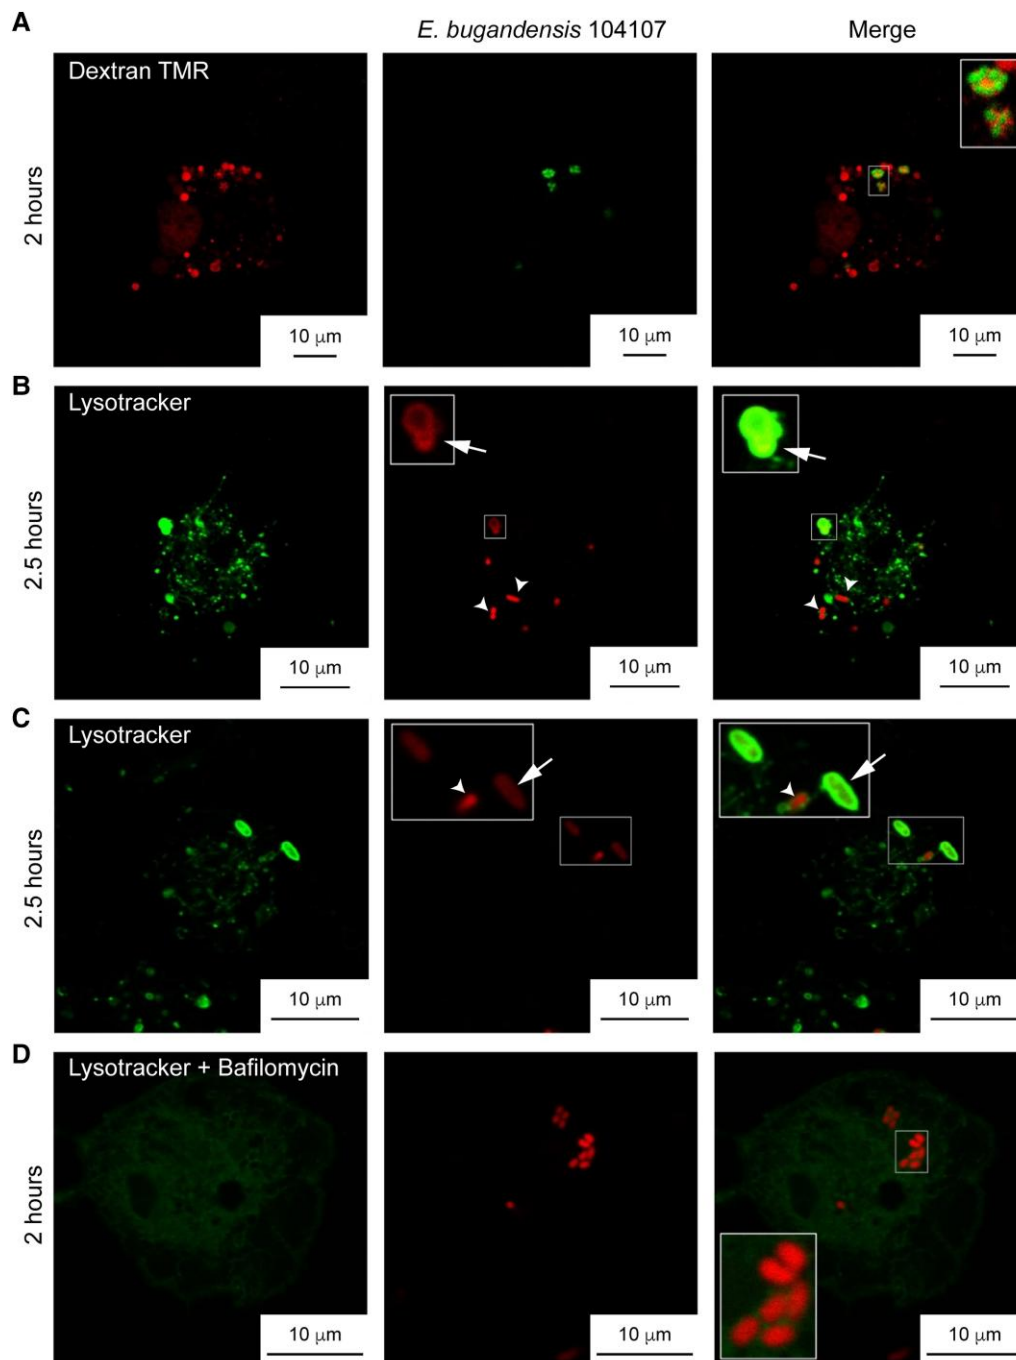 A
E. bugandensis 104107
Merge
Dextran TMR
2 hours
10 μm
10 μm
10 μm
B
Lysotracker
2.5 hours
10 μm
10 μm
10 μm
C
Lysotracker
2.5 hours
10 μm
10 μm
10 μm
D
Lysotracker + Bafilomycin
2 hours
10 μm
10 μm
10 μm